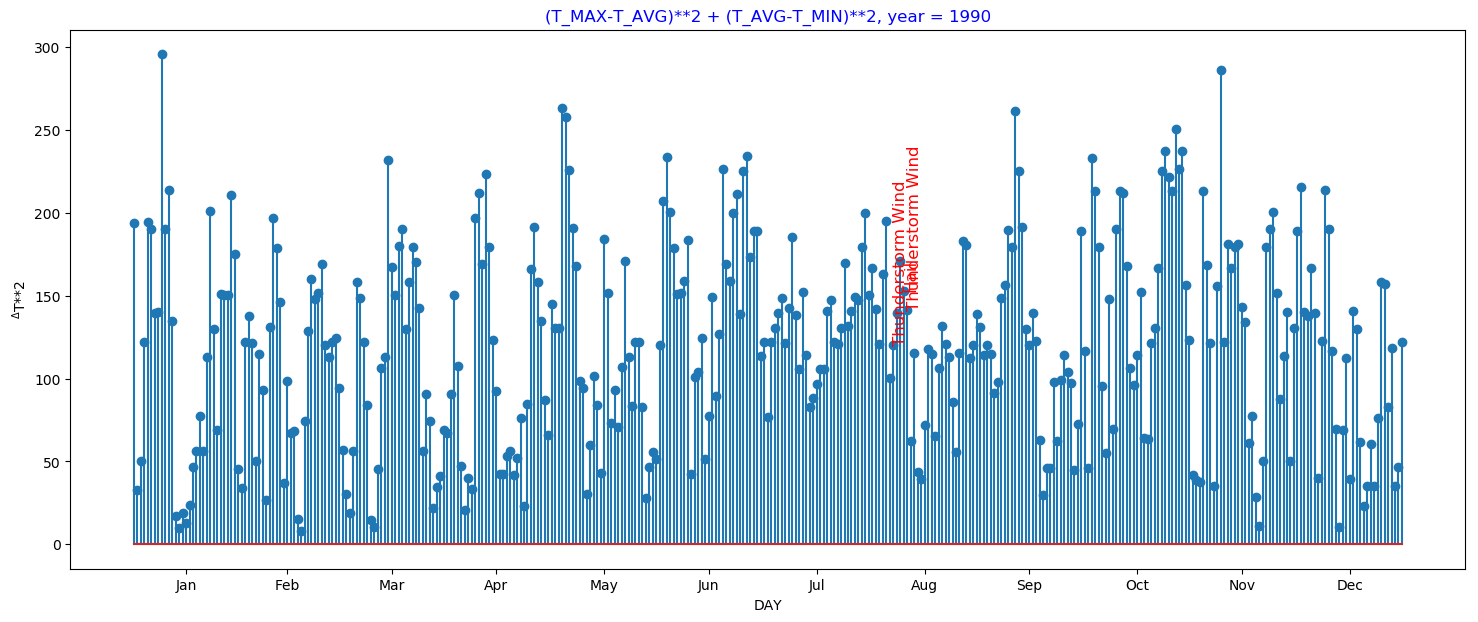 (T_MAX-T_AVG)**2 + (T_AVG-T_MIN)**2, year = 1990
ΔT**2
300
250
200
150
100
50
0
Thunderstorm Wind
Thunderstorm Wind
Jan
Feb
Mar
Apr
May
Jun
Jul
Aug
Sep
Oct
Nov
Dec
DAY